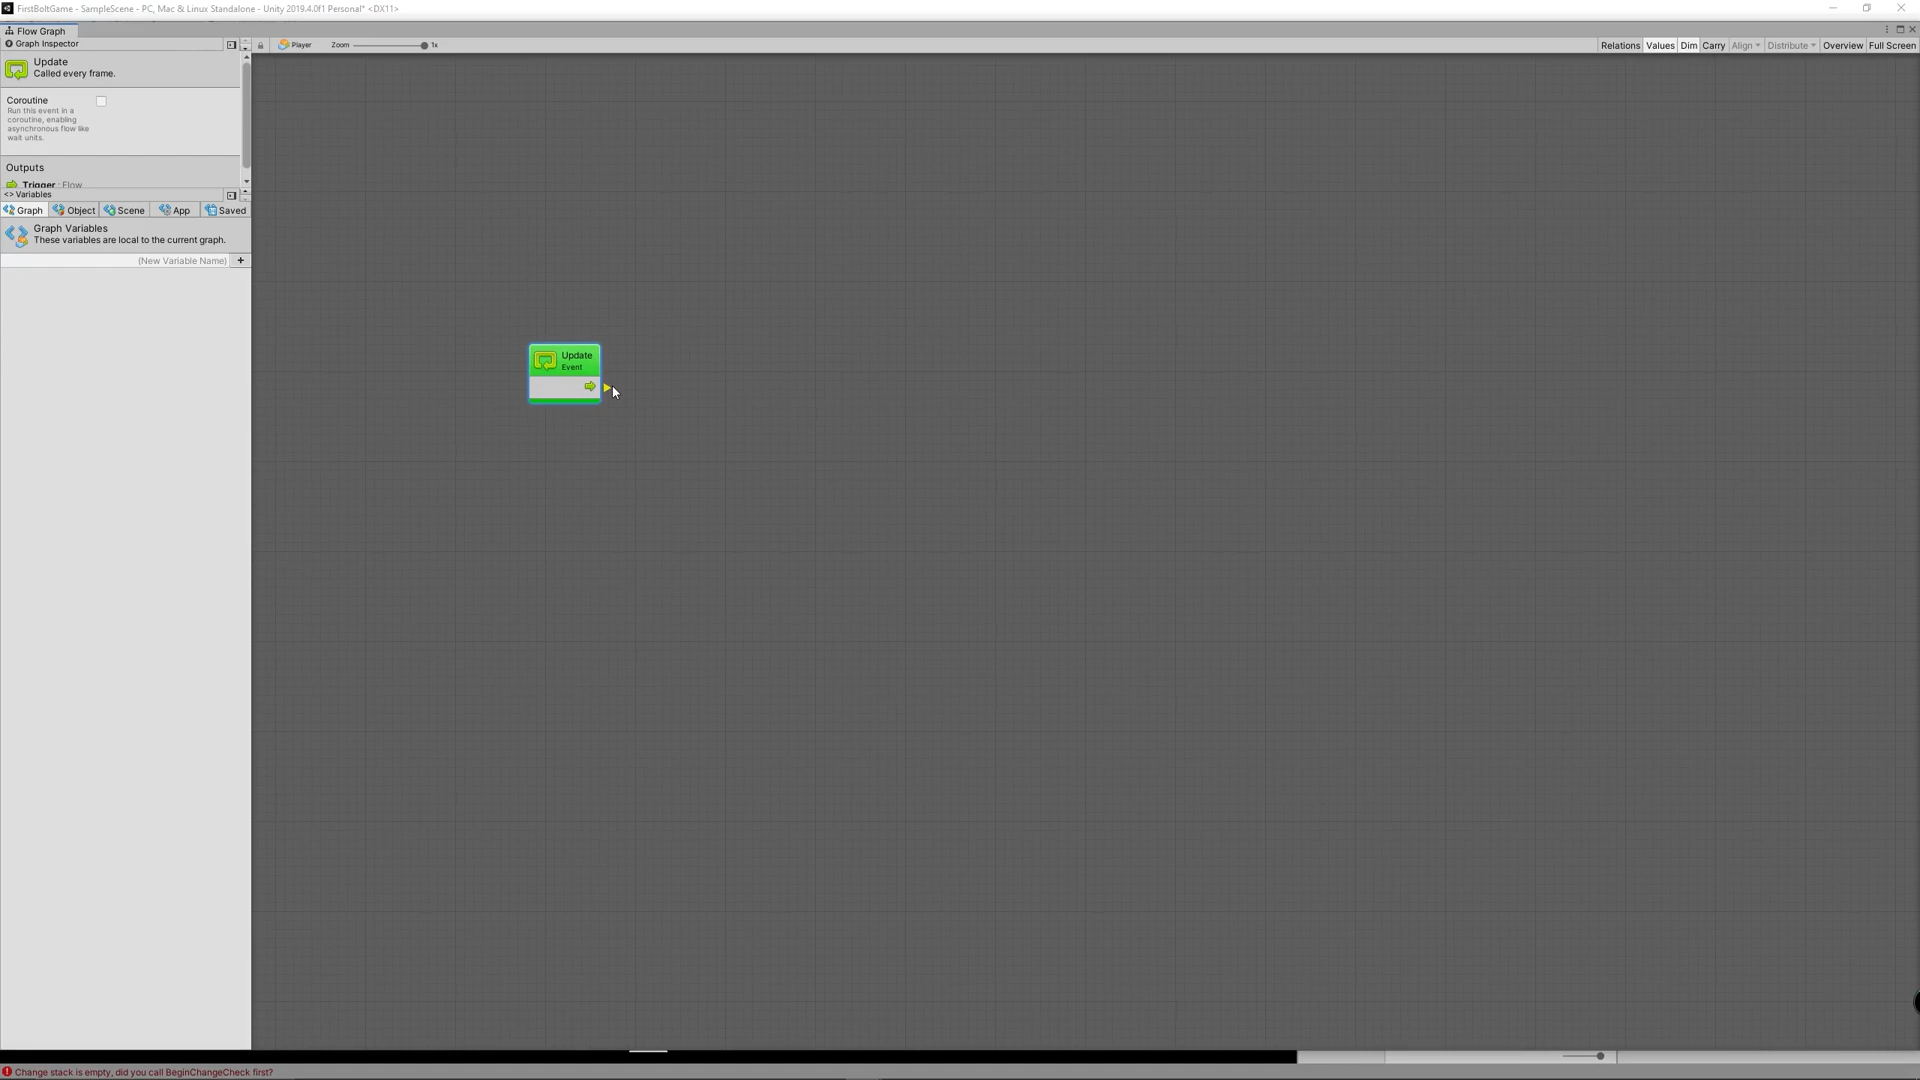 FirstBoltGame - SampleScene - PC, Mac & Linux Standalone - Unity 2019.4.0f1 Personal* <DX11>
Flow Graph
Graph Inspector
Player
Zoom
1x
Relations
Values
Dim
Carry
Align
Distribute
Overview
Full Screen
Update
Called every frame.
Coroutine
Run this event in a
coroutine, enabling
asynchronous flow like
wait units.
Outputs
Trigger : Flow
<> Variables
Graph
Object
Scene
App
Saved
Graph Variables
These variables are local to the current graph.
(New Variable Name)
+
Update
Event
Change stack is empty, did you call BeginChangeCheck first?